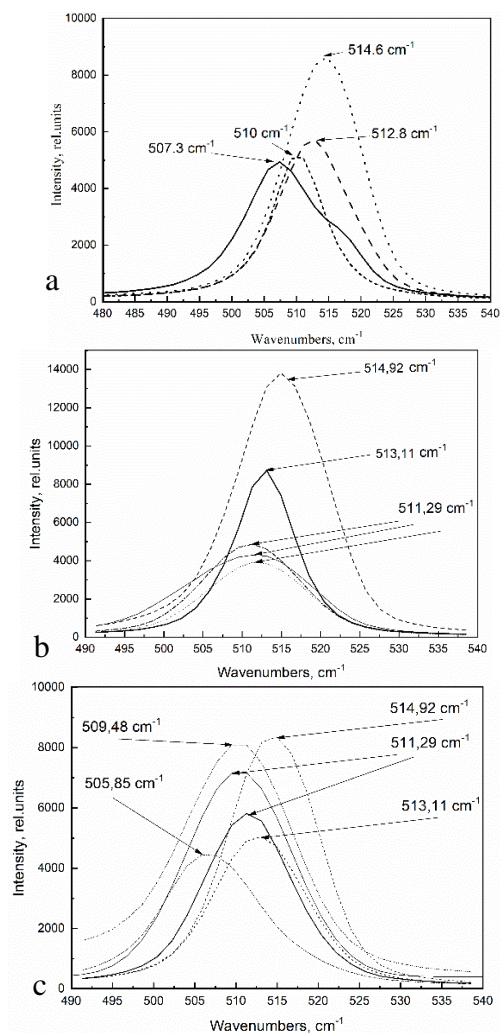 10000
8000
6000
4000
2000
0
Intensity, rel.units
514.6 cm-1
510 cm-1
512.8 cm-1
507.3 cm-1
a
480 485 490 495 500 505 510 515 520 525 530 535 540
Wavenumbers, cm-1
14000
12000
10000
8000
6000
4000
2000
0
Intensity, rel.units
514,92 cm-1
513,11 cm-1
511,29 cm-1
b
490 495 500 505 510 515 520 525 530 535 540
Wavenumbers, cm-1
10000
8000
6000
4000
2000
0
Intensity, rel.units
509,48 cm-1
514,92 cm-1
511,29 cm-1
505,85 cm-1
513,11 cm-1
c
490 495 500 505 510 515 520 525 530 535 540
Wavenumbers, cm-1